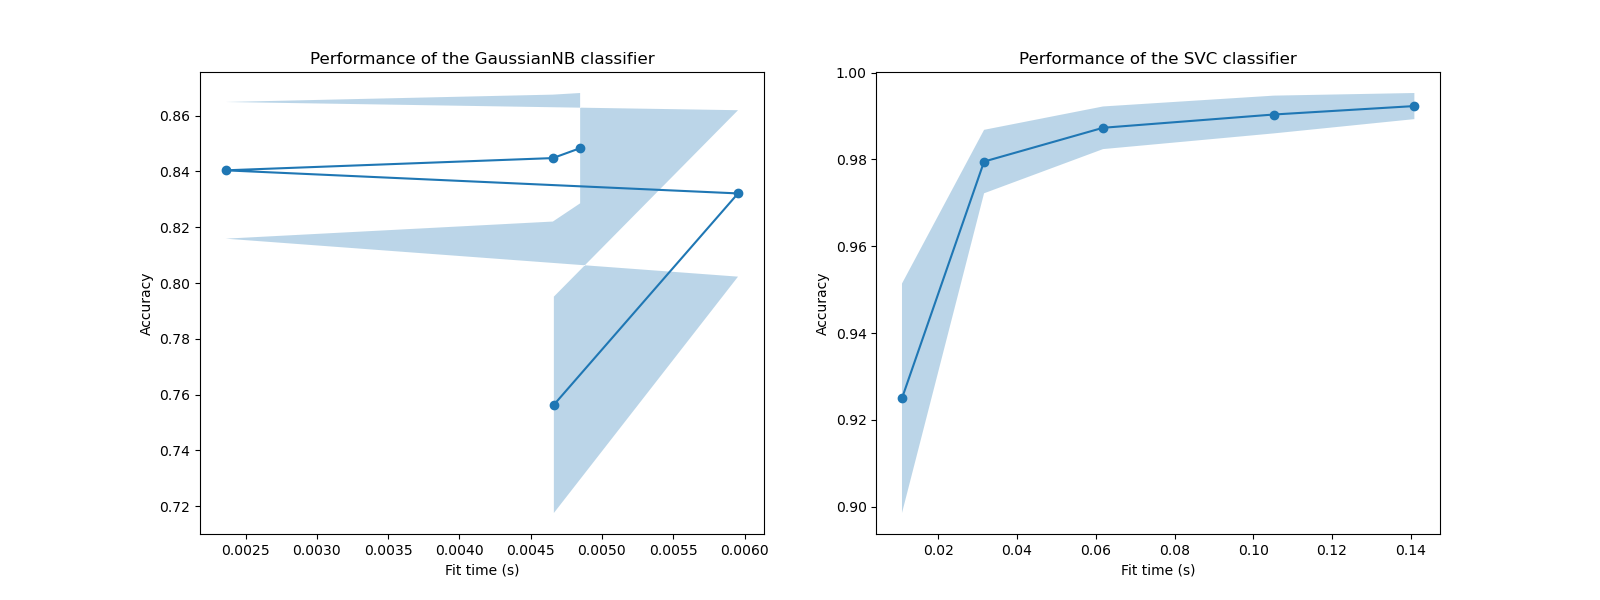 Performance of the GaussianNB classifier
Accuracy
0.86
0.84
0.82
0.80
0.78
0.76
0.74
0.72
0.0025 0.0030 0.0035 0.0040 0.0045 0.0050 0.0055 0.0060
Fit time (s)
Performance of the SVC classifier
Accuracy
1.00
0.98
0.96
0.94
0.92
0.90
0.02 0.04 0.06 0.08 0.10 0.12 0.14
Fit time (s)